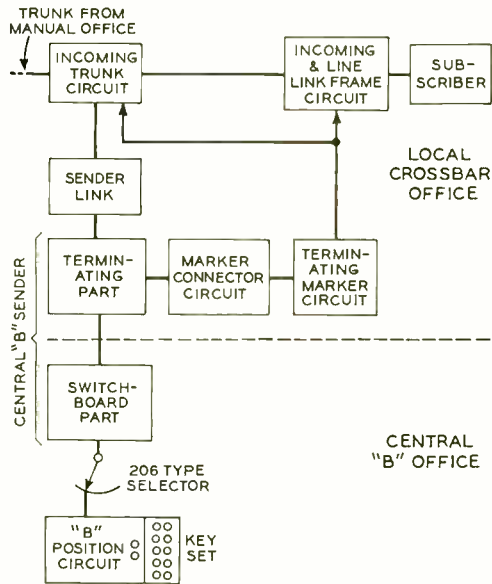 TRUNK FROM
MANUAL OFFICE
INCOMING
TRUNK
CIRCUIT
INCOMING
& LINE
LINK FRAME
CIRCUIT
SUB-
SCRIBER
LOCAL
CROSSBAR
OFFICE
SENDER
LINK
TERMIN-
ATING
PART
MARKER
CONNECTOR
CIRCUIT
TERMIN-
ATING
MARKER
CIRCUIT
CENTRAL "B" SENDER
SWITCH-
BOARD
PART
CENTRAL
"B" OFFICE
206 TYPE
SELECTOR
"B"
POSITION
CIRCUIT
KEY
SET